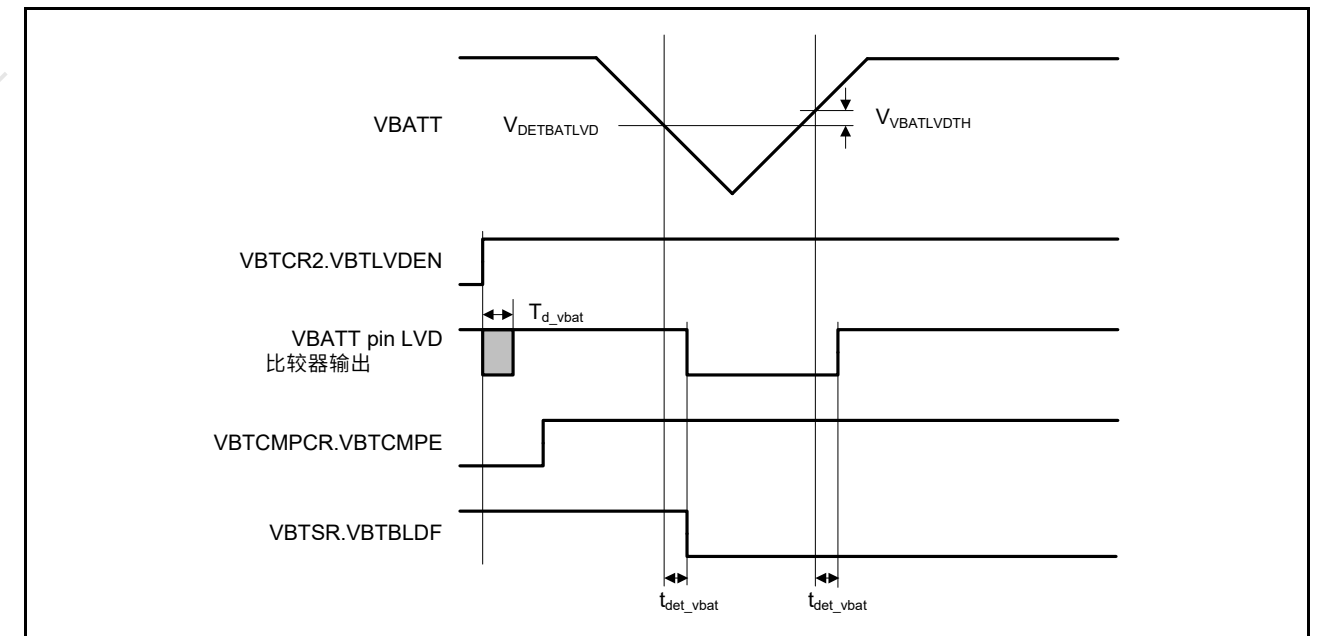 VBATT
VDETBATLVD
VVBATLVDTH
VBTCR2.VBTLVDEN
Td_vbat
VBATT pin LVD
比较器输出
VBTCMPCR.VBTCMPE
VBTSR.VBTBLDF
tdet_vbat
tdet_vbat